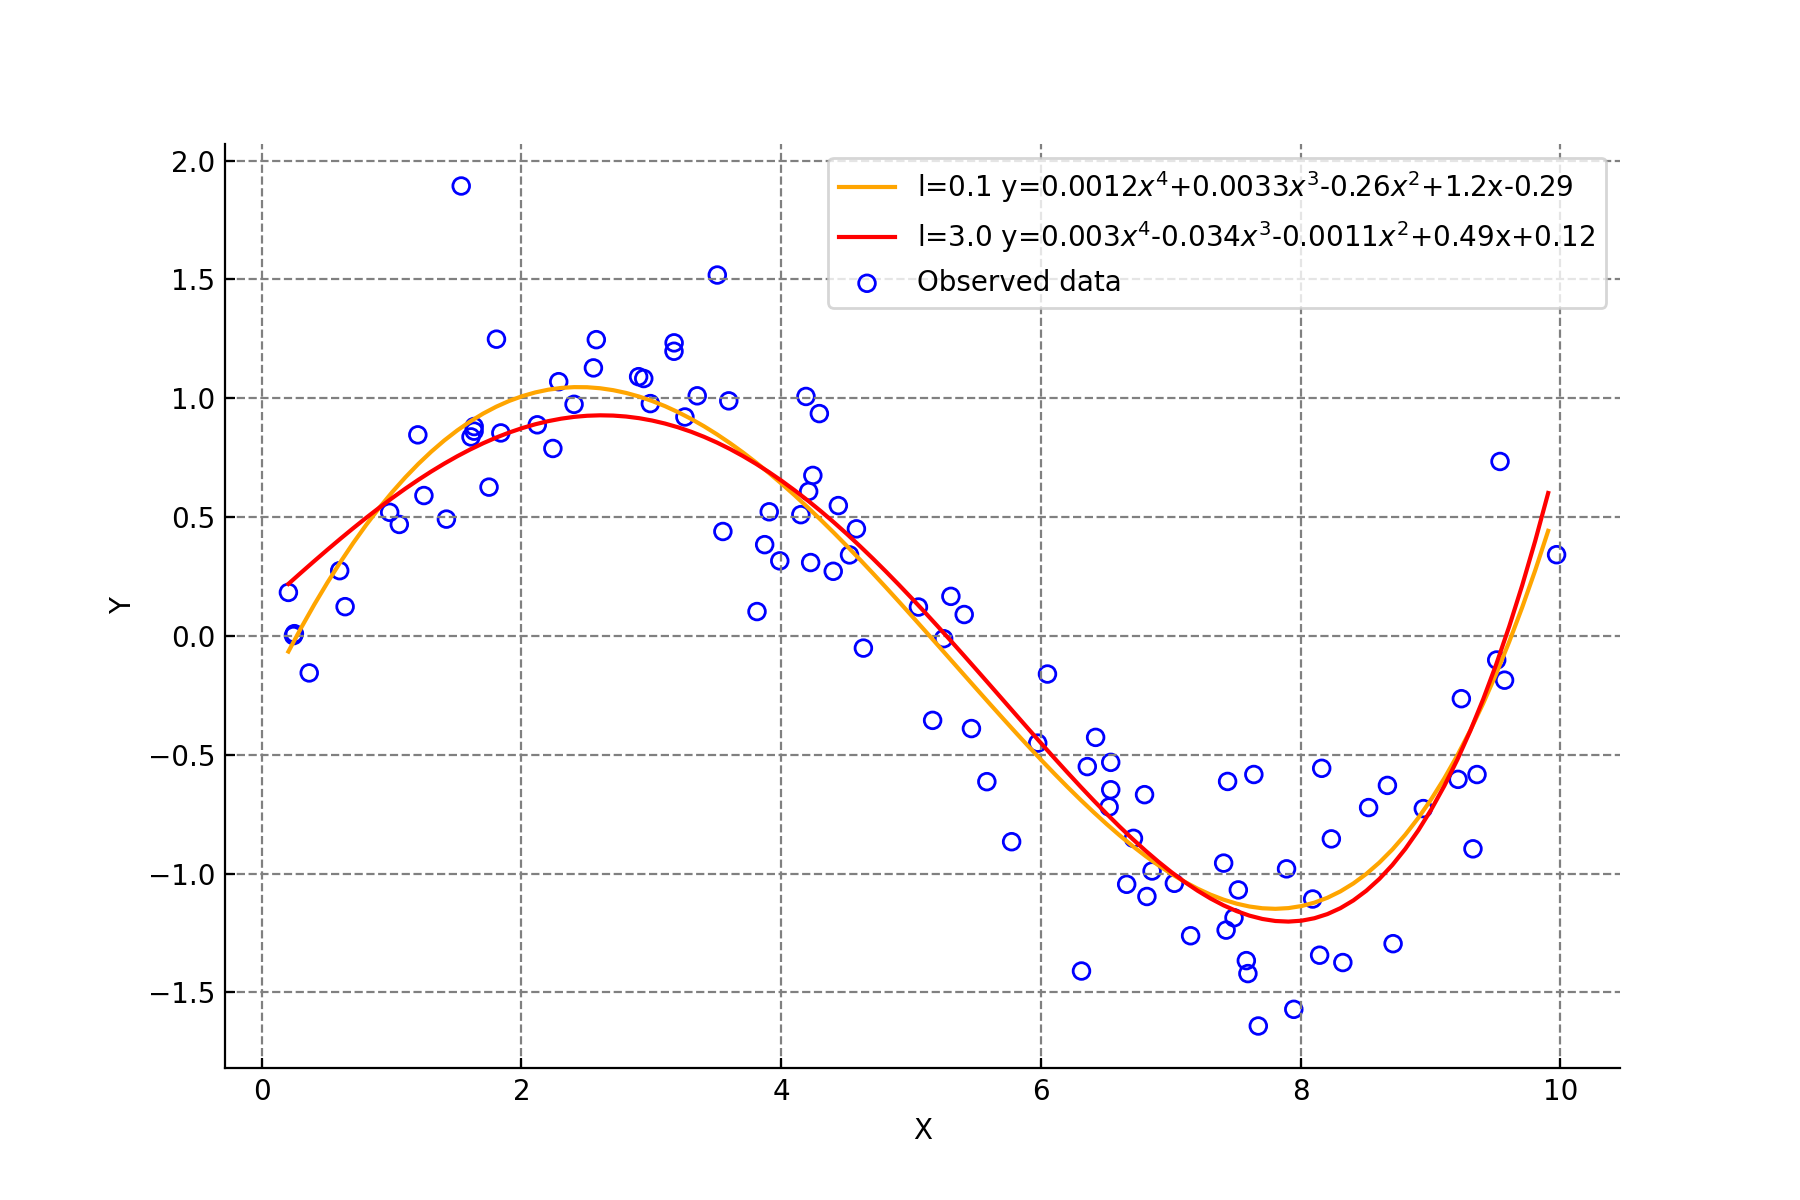 2.0
1.5
1.0
0.5
0.0
−0.5
−1.0
−1.5
Y
l=0.1 y=0.0012x⁴+0.0033x³-0.26x²+1.2x-0.29
l=3.0 y=0.003x⁴-0.034x³-0.0011x²+0.49x+0.12
Observed data
0 2 4 6 8 10
X